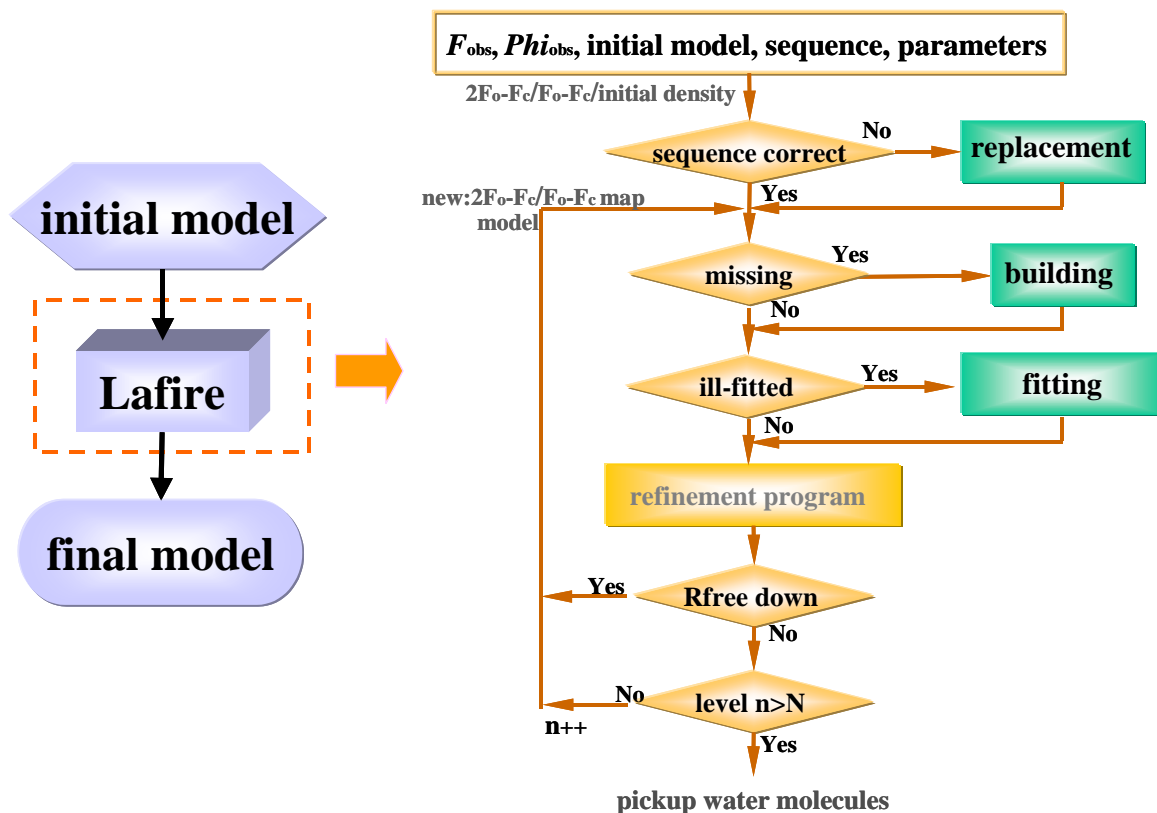 initial model
Lafire
final model
Fobs, Phiobs, initial model, sequence, parameters
2Fo-Fc/Fo-Fc/initial density
sequence correct
No
replacement
Yes
new:2Fo-Fc/Fo-Fc map
model
missing
Yes
building
No
ill-fitted
Yes
fitting
No
refinement program
Rfree down
Yes
No
level n>N
No
n++
Yes
pickup water molecules